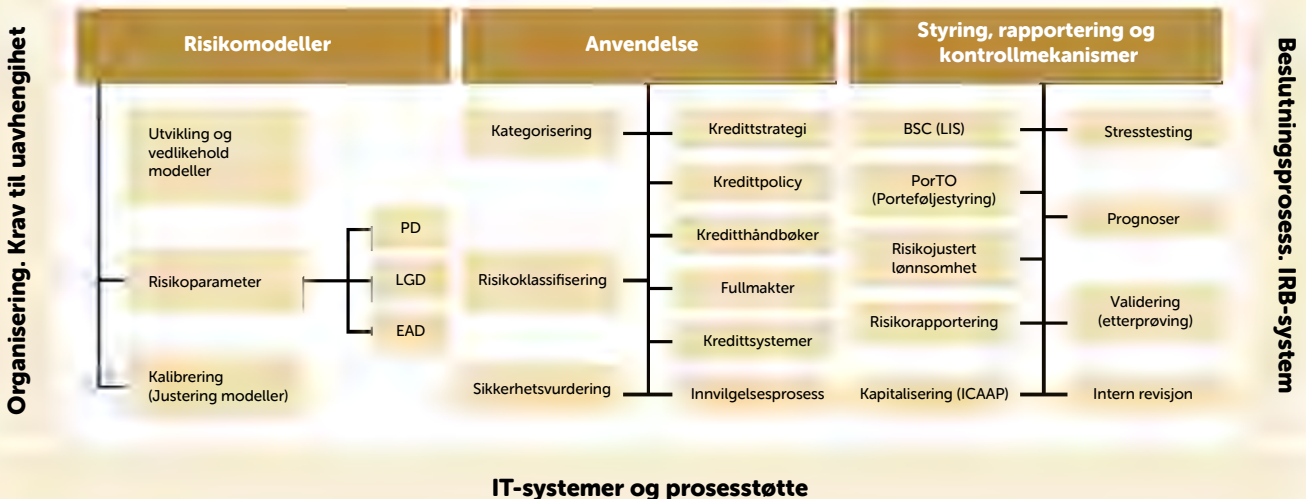 Organisering. Krav til uavhengihet
Risikomodeller
Utvikling og
vedlikehold
modeller
Risikoparameter
PD
LGD
EAD
Kalibrering
(Justering modeller)
Anvendelse
Kategorisering
Risikoklassifisering
Sikkerhetsvurdering
Kredittstrategi
Kredittpolicy
Kreditthåndbøker
Fullmakter
Kredittsystemer
Innvilgelsesprosess
Styring, rapportering og
kontrollmekanismer
BSC (LIS)
PorTO
(Porteføljestyring)
Risikojustert
lønnsomhet
Risikorapportering
Kapitalisering (ICAAP)
Stresstesting
Prognoser
Validering
(etterprøving)
Intern revisjon
Beslutningsprosess. IRB-system
IT-systemer og prosesstøtte